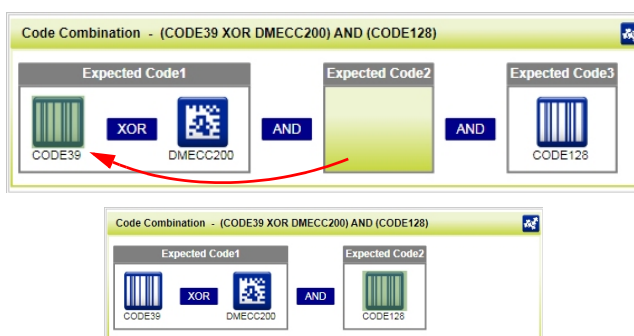 Code Combination - (CODE39 XOR DMECC200) AND (CODE128)
Expected Code1 Expected Code2 Expected Code3
XOR AND AND
CODE39 DMECC200 CODE128
Code Combination - (CODE39 XOR DMECC200) AND (CODE128)
Expected Code1 Expected Code2
XOR AND
CODE39 DMECC200 CODE128